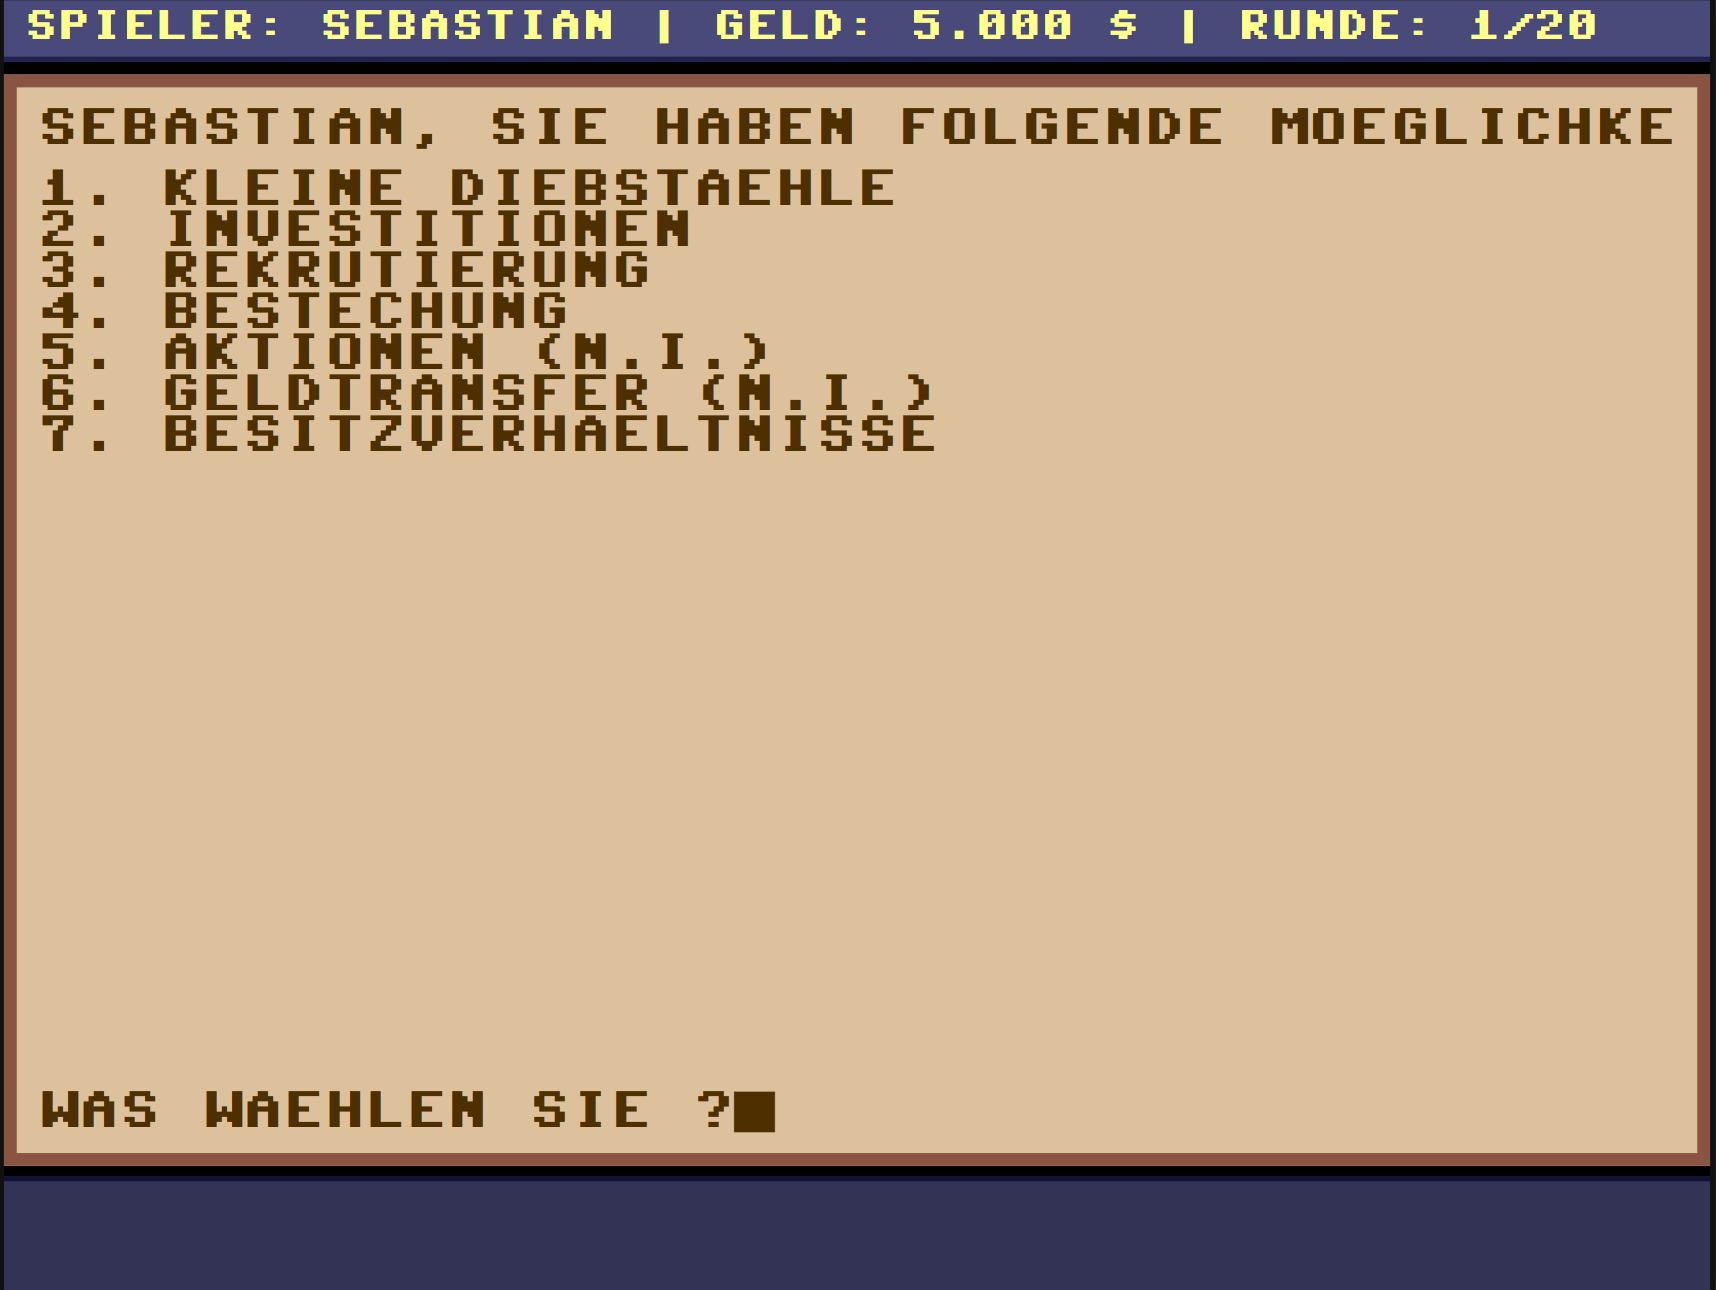 SPIELER: SEBASTIAN | GELD: 5.000 $ | RUNDE: 1/20
SEBASTIAN, SIE HABEN FOLGENDE MOEGLICHKE
1. KLEINE DIEBSTAEHLE
2. INVESTITIONEN
3. REKRUTIERUNG
4. BESTECHUNG
5. AKTIONEN (N.I.)
6. GELDTRANSFER (N.I.)
7. BESITZVERHAELTNISSE
WAS WAEHLEN SIE ?